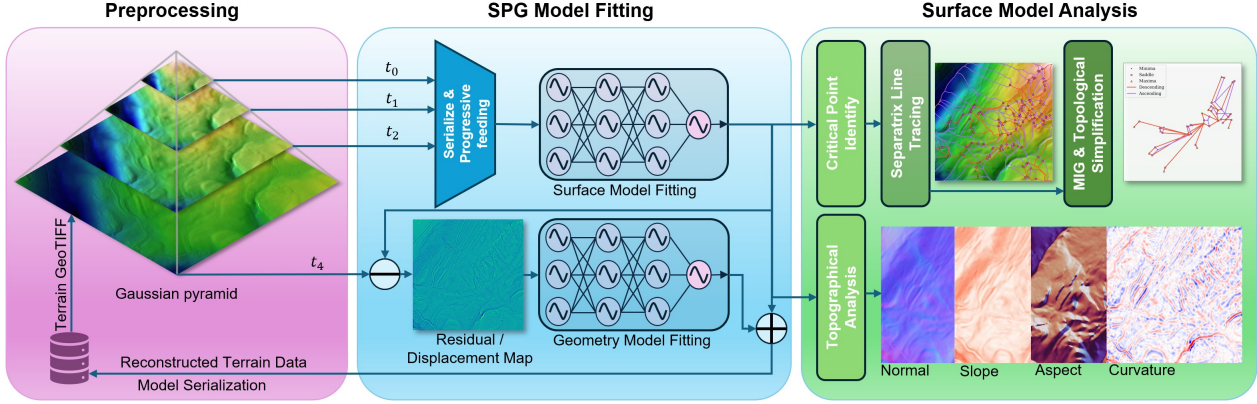 Preprocessing
SPG Model Fitting
Surface Model Analysis
t0
t1
t2
t4
Gaussian pyramid
Terrain GeoTIFF
Serialize &
Progressive
feeding
Surface Model Fitting
Residual /
Displacement Map
Geometry Model Fitting
Reconstructed Terrain Data
Model Serialization
Critical Point
Identify
Separatrix Line
Tracing
MIG & Topological
Simplification
Minima
Saddle
Maxima
Descending
Ascending
Topographical
Analysis
Normal
Slope
Aspect
Curvature